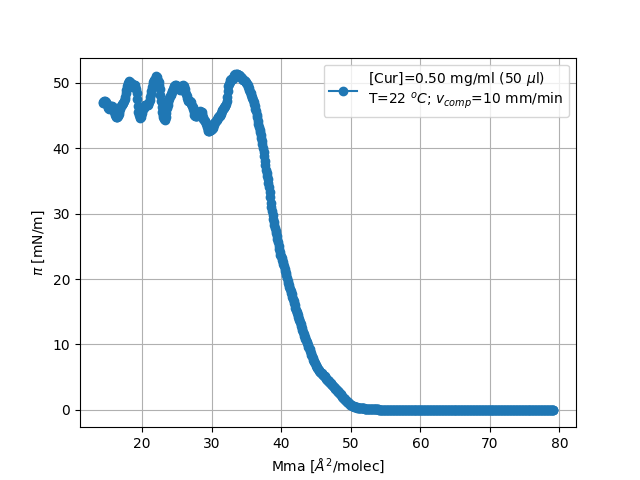 [Cur]=0.50 mg/ml (50 μl)
T=22 °C; v_comp=10 mm/min
50
40
30
20
10
0
π [mN/m]
20 30 40 50 60 70 80
Mma [Å²/molec]